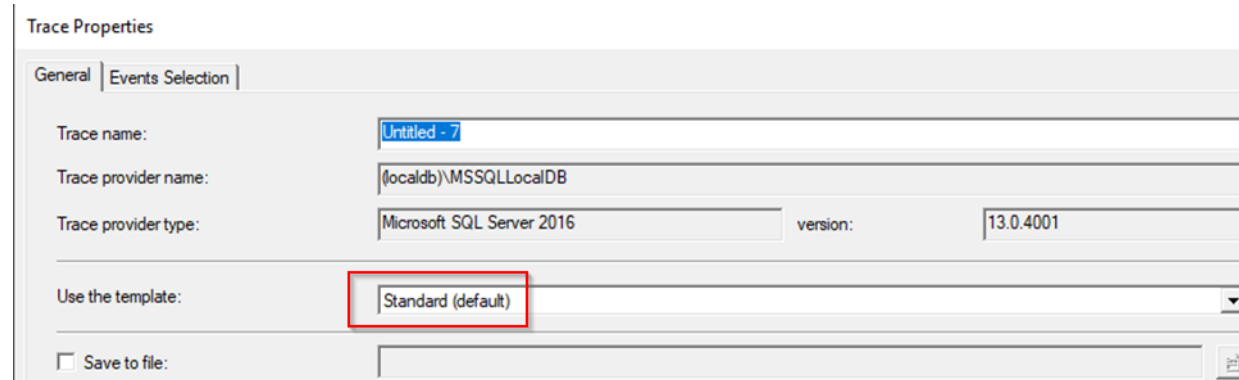 Trace Properties
General Events Selection
Trace name: Untitled - 7
Trace provider name: (localdb)\MSSQLLocalDB
Trace provider type: Microsoft SQL Server 2016 version: 13.0.4001
Use the template: Standard (default)
Save to file: